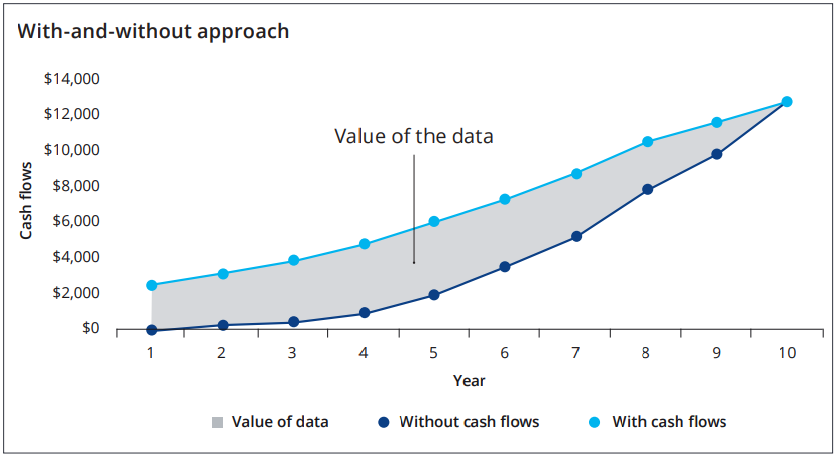 With-and-without approach
$14,000
$12,000
$10,000
$8,000
$6,000
$4,000
$2,000
$0
Cash flows
Value of the data
1 2 3 4 5 6 7 8 9 10
Year
Value of data Without cash flows With cash flows